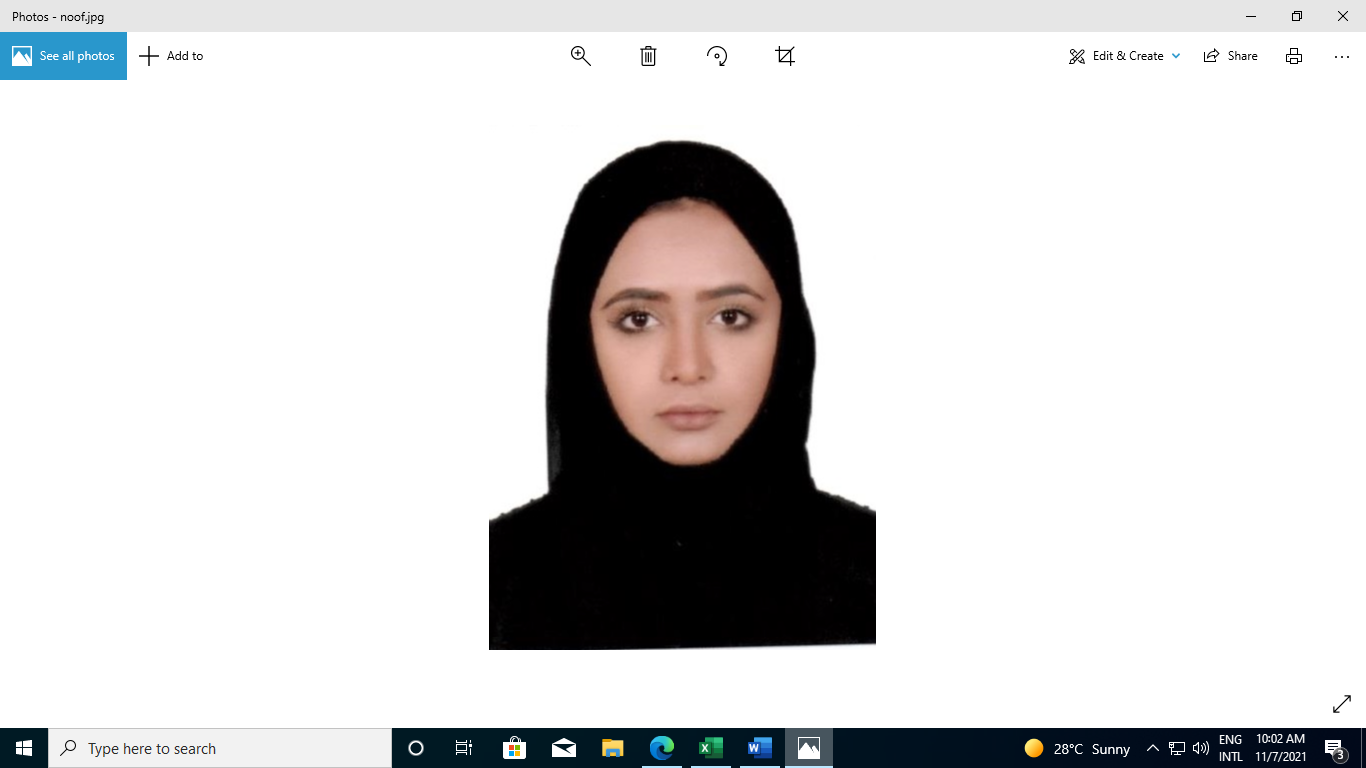 Photos - noof.jpg
See all photos
Add to
Edit & Create
Share
Type here to search
28°C Sunny
ENG
INTL
10:02 AM
11/7/2021
3